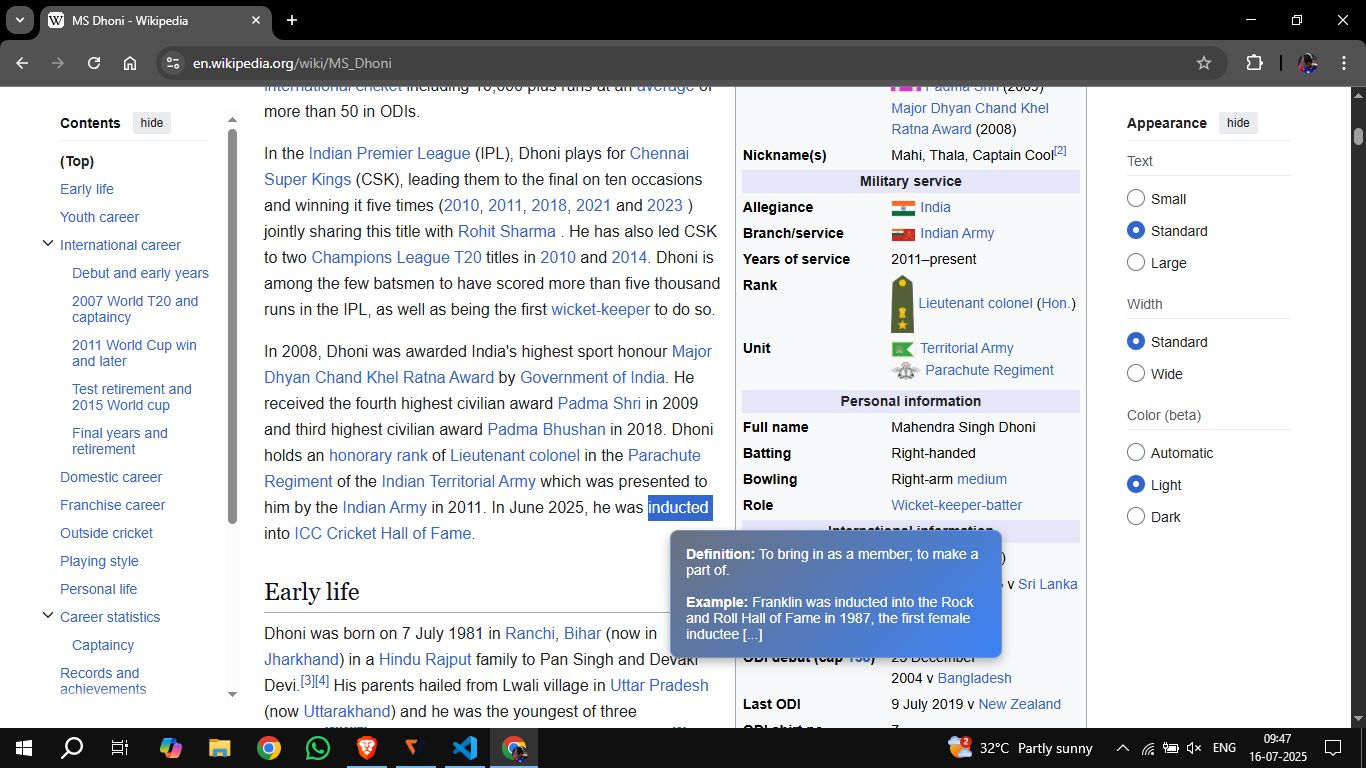 MS Dhoni - Wikipedia
en.wikipedia.org/wiki/MS_Dhoni
Contents hide
(Top)
Early life
Youth career
International career
Debut and early years
2007 World T20 and
captaincy
2011 World Cup win
and later
Test retirement and
2015 World cup
Final years and
retirement
Domestic career
Franchise career
Outside cricket
Playing style
Personal life
Career statistics
Captaincy
Records and
achievements
international cricket including 10,000 plus runs at an average of
more than 50 in ODIs.
In the Indian Premier League (IPL), Dhoni plays for Chennai
Super Kings (CSK), leading them to the final on ten occasions
and winning it five times (2010, 2011, 2018, 2021 and 2023 )
jointly sharing this title with Rohit Sharma . He has also led CSK
to two Champions League T20 titles in 2010 and 2014. Dhoni is
among the few batsmen to have scored more than five thousand
runs in the IPL, as well as being the first wicket-keeper to do so.
In 2008, Dhoni was awarded India's highest sport honour Major
Dhyan Chand Khel Ratna Award by Government of India. He
received the fourth highest civilian award Padma Shri in 2009
and third highest civilian award Padma Bhushan in 2018. Dhoni
holds an honorary rank of Lieutenant colonel in the Parachute
Regiment of the Indian Territorial Army which was presented to
him by the Indian Army in 2011. In June 2025, he was inducted
into ICC Cricket Hall of Fame.
Early life
Dhoni was born on 7 July 1981 in Ranchi, Bihar (now in
Jharkhand) in a Hindu Rajput family to Pan Singh and Devaki
Devi.[3][4] His parents hailed from Lwali village in Uttar Pradesh
(now Uttarakhand) and he was the youngest of three
Definition: To bring in as a member; to make a
part of.
Example: Franklin was inducted into the Rock
and Roll Hall of Fame in 1987, the first female
inductee [...]
Padma Shri (2009)
Major Dhyan Chand Khel
Ratna Award (2008)
Nickname(s) Mahi, Thala, Captain Cool[2]
Military service
Allegiance India
Branch/service Indian Army
Years of service 2011–present
Rank Lieutenant colonel (Hon.)
Unit Territorial Army
Parachute Regiment
Personal information
Full name Mahendra Singh Dhoni
Batting Right-handed
Bowling Right-arm medium
Role Wicket-keeper-batter
International information
)
v Sri Lanka
ODI debut (cap 158) 23 December
2004 v Bangladesh
Last ODI 9 July 2019 v New Zealand
ODI shirt no. 7
Appearance hide
Text
Small
Standard
Large
Width
Standard
Wide
Color (beta)
Automatic
Light
Dark
2
32°C Partly sunny
ENG
09:47
16-07-2025